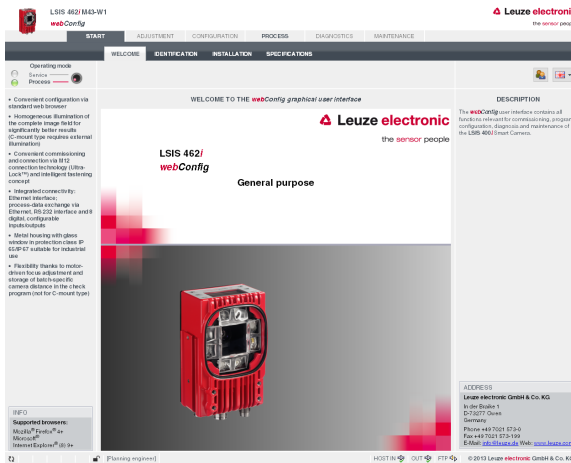 LSIS 462i M43-W1
webConfig
Leuze electronic
the sensor people
START ADJUSTMENT CONFIGURATION PROCESS DIAGNOSTICS MAINTENANCE
WELCOME IDENTIFICATION INSTALLATION SPECIFICATIONS
Operating mode
Service
Process
• Convenient configuration via
standard web browser
• Homogeneous illumination of
the complete image field for
significantly better results
(C-mount type requires external
illumination)
• Convenient commissioning
and connection via M12
connection technology (Ultra-
Lock™) and intelligent fastening
concept
• Integrated connectivity:
Ethernet interface;
process-data exchange via
Ethernet, RS-232 interface and 8
digital, configurable
inputs/outputs
• Metal housing with glass
window in protection class IP
65/IP 67 suitable for industrial
use
• Flexibility thanks to motor-
driven focus adjustment and
storage of batch-specific
camera distance in the check
program (not for C-mount type)
INFO
Supported browsers:
Mozilla® Firefox® 4+
Microsoft®
Internet Explorer® (8) 9+
WELCOME TO THE webConfig graphical user interface
Leuze electronic
the sensor people
LSIS 462i
webConfig
General purpose
DESCRIPTION
The webConfig user interface contains all
functions relevant for commissioning, program
configuration, diagnosis and maintenance of
the LSIS 400i Smart Camera.
ADDRESS
Leuze electronic GmbH & Co. KG
In der Braike 1
D-73277 Owen
Germany
Phone +49 7021 573-0
Fax +49 7021 573-199
E-Mail: info@leuze.de Web: www.leuze.com
[Planning engineer] HOST IN OUT FTP ©2013 Leuze electronic GmbH & Co. KG